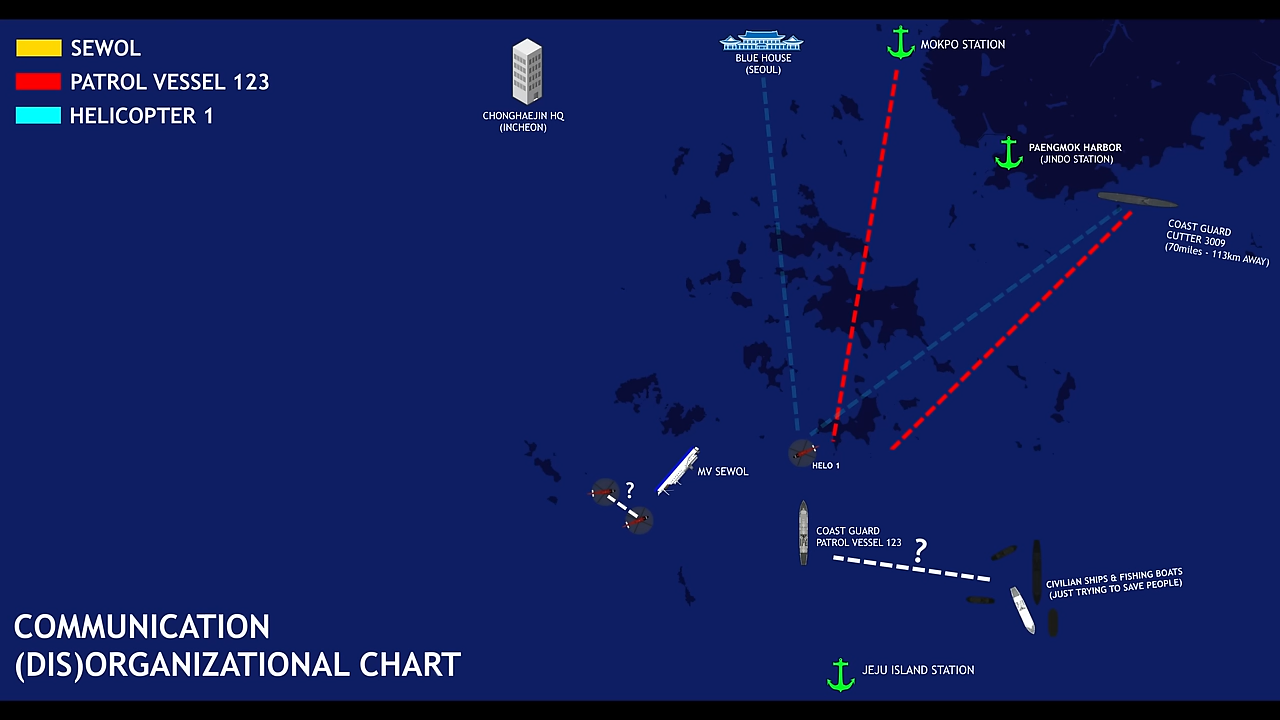 SEWOL
PATROL VESSEL 123
HELICOPTER 1
CHONGHAEJIN HQ
(INCHEON)
BLUE HOUSE
(SEOUL)
MOKPO STATION
PAENGMOK HARBOR
(JINDO STATION)
COAST GUARD
CUTTER 3009
(70miles - 113km AWAY)
HELO 1
MV SEWOL
?
COAST GUARD
PATROL VESSEL 123
?
CIVILIAN SHIPS & FISHING BOATS
(JUST TRYING TO SAVE PEOPLE)
COMMUNICATION
(DIS)ORGANIZATIONAL CHART
JEJU ISLAND STATION